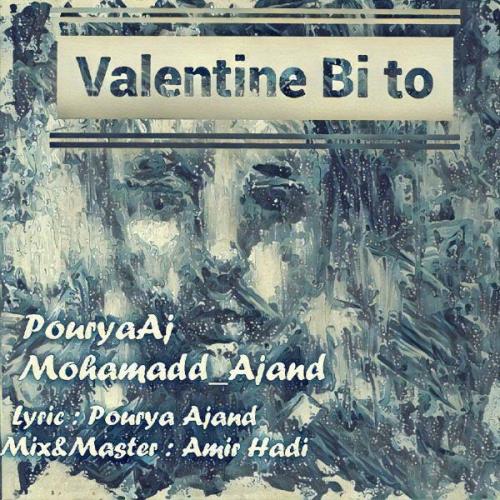 Valentine Bi to
PouryaAj
Mohamadd_Ajand
Lyric : Pourya Ajand
Mix&Master : Amir Hadi